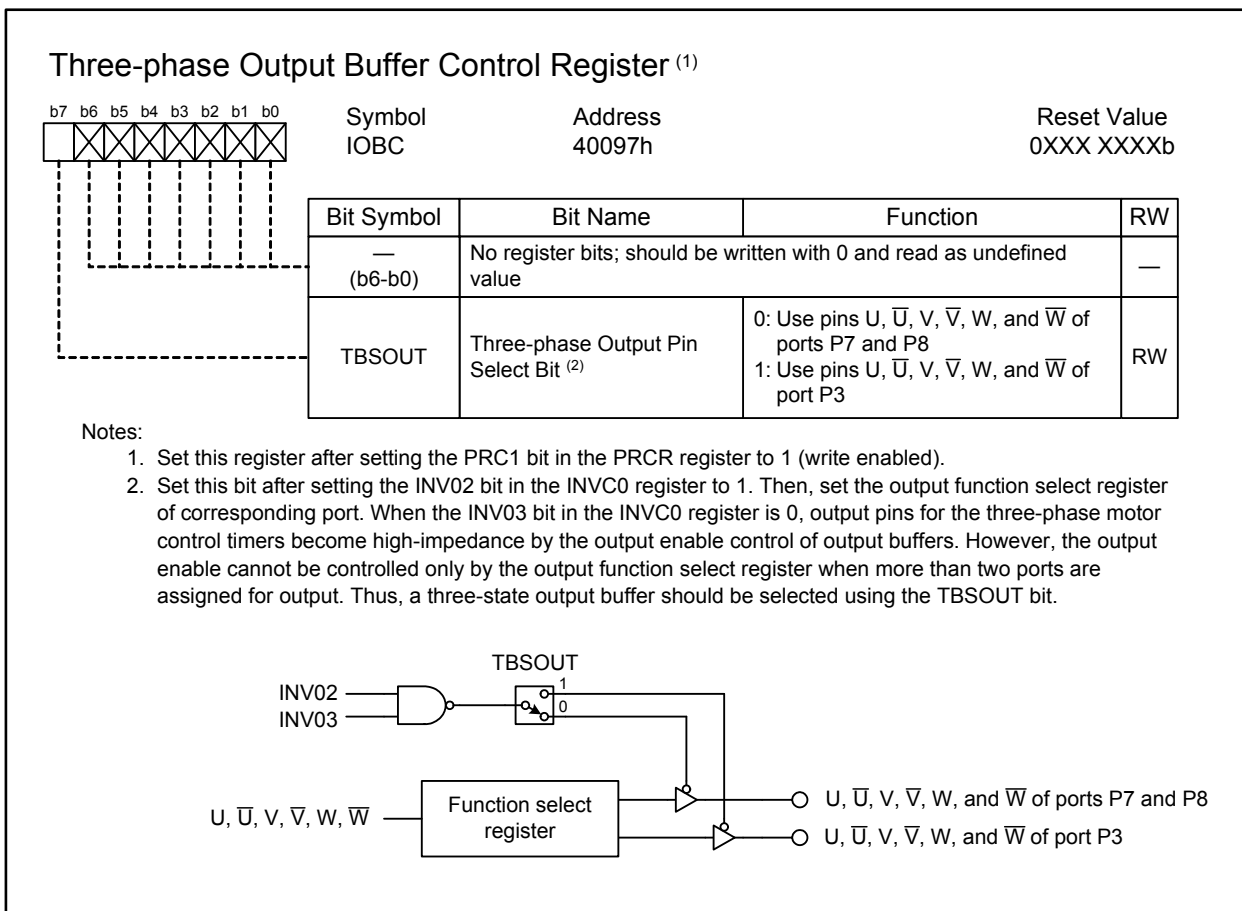 Three-phase Output Buffer Control Register (1)
b7 b6 b5 b4 b3 b2 b1 b0
Symbol Address Reset Value
IOBC 40097h 0XXX XXXXb
Bit Symbol Bit Name Function RW
— (b6-b0) No register bits; should be written with 0 and read as undefined value —
TBSOUT Three-phase Output Pin Select Bit (2) 0: Use pins U, U̅, V, V̅, W, and W̅ of ports P7 and P8 1: Use pins U, U̅, V, V̅, W, and W̅ of port P3 RW
Notes:
1. Set this register after setting the PRC1 bit in the PRCR register to 1 (write enabled).
2. Set this bit after setting the INV02 bit in the INVC0 register to 1. Then, set the output function select register
of corresponding port. When the INV03 bit in the INVC0 register is 0, output pins for the three-phase motor
control timers become high-impedance by the output enable control of output buffers. However, the output
enable cannot be controlled only by the output function select register when more than two ports are
assigned for output. Thus, a three-state output buffer should be selected using the TBSOUT bit.
TBSOUT
INV02
INV03
1
0
U, U̅, V, V̅, W, W̅
Function select
register
U, U̅, V, V̅, W, and W̅ of ports P7 and P8
U, U̅, V, V̅, W, and W̅ of port P3